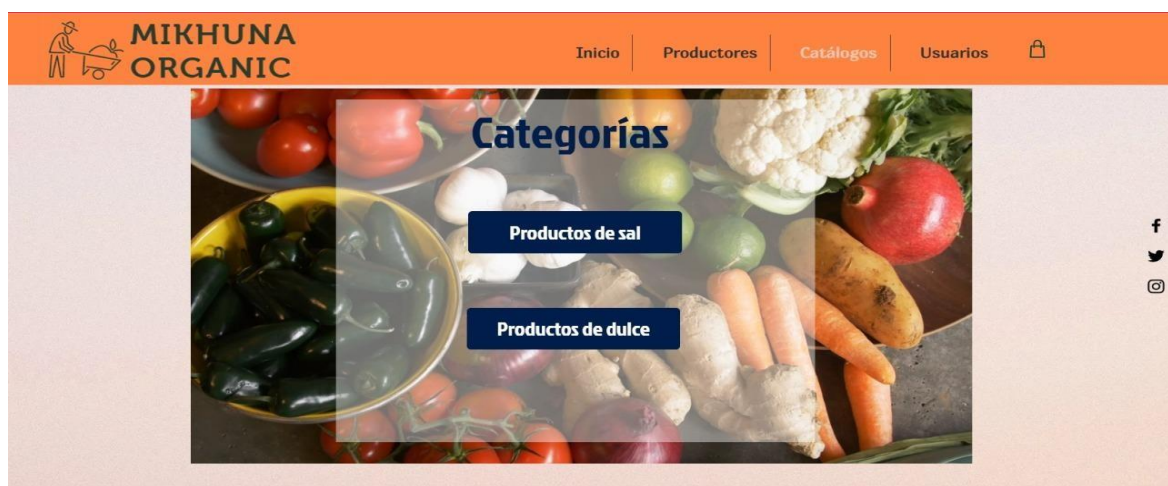 MIKHUNA
ORGANIC
Inicio
Productores
Catálogos
Usuarios
Categorías
Productos de sal
Productos de dulce